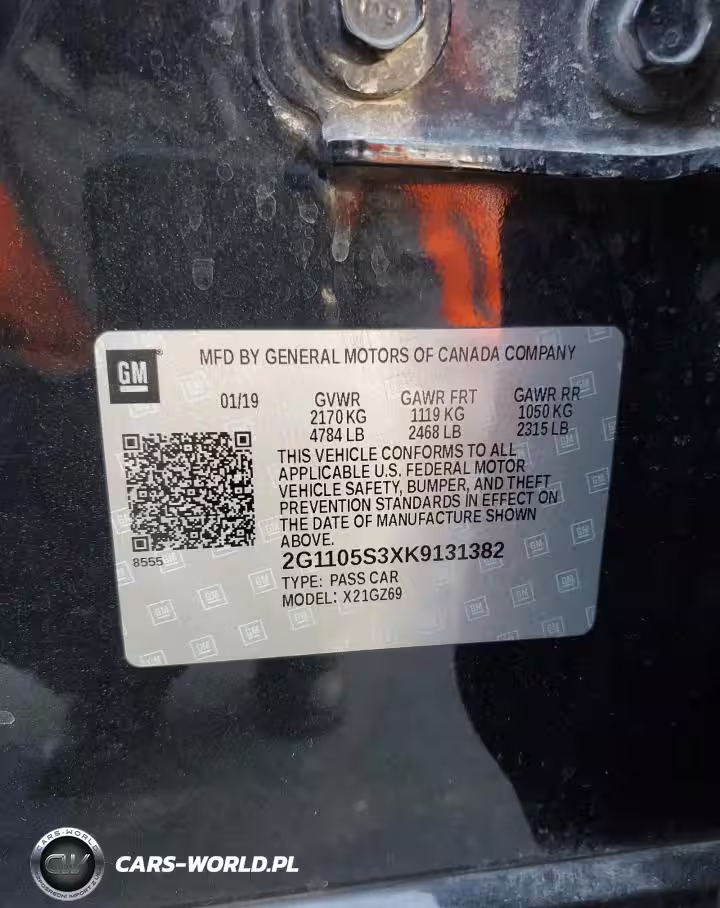 GM
MFD BY GENERAL MOTORS OF CANADA COMPANY
01/19 GVWR GAWR FRT GAWR RR
2170 KG 1119 KG 1050 KG
4784 LB 2468 LB 2315 LB
THIS VEHICLE CONFORMS TO ALL
APPLICABLE U.S. FEDERAL MOTOR
VEHICLE SAFETY, BUMPER, AND THEFT
PREVENTION STANDARDS IN EFFECT ON
THE DATE OF MANUFACTURE SHOWN
ABOVE.
8555
2G1105S3XK9131382
TYPE: PASS CAR
MODEL: X21GZ69
CARS-WORLD
CW
CARS-WORLD.PL